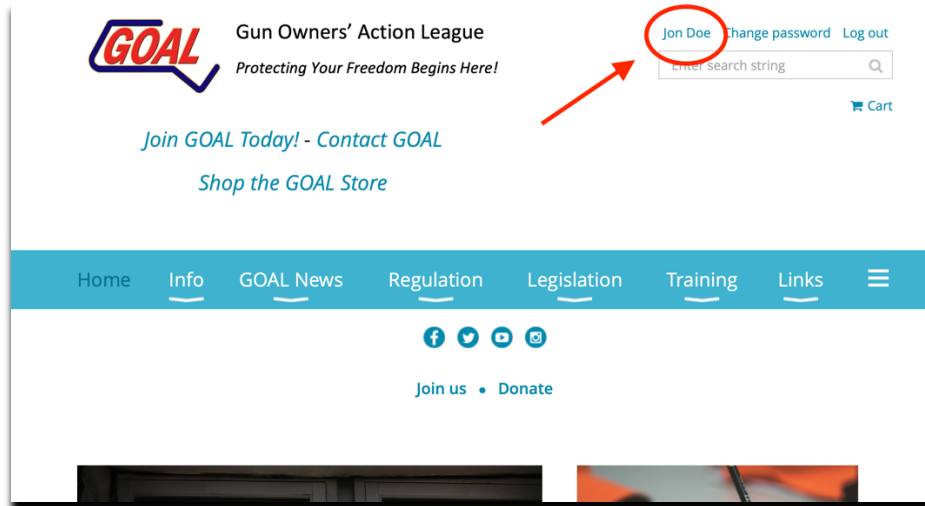 GOAL
Gun Owners' Action League
Protecting Your Freedom Begins Here!
Jon Doe Change password Log out
Enter search string
Cart
Join GOAL Today! - Contact GOAL
Shop the GOAL Store
Home Info GOAL News Regulation Legislation Training Links
Join us • Donate